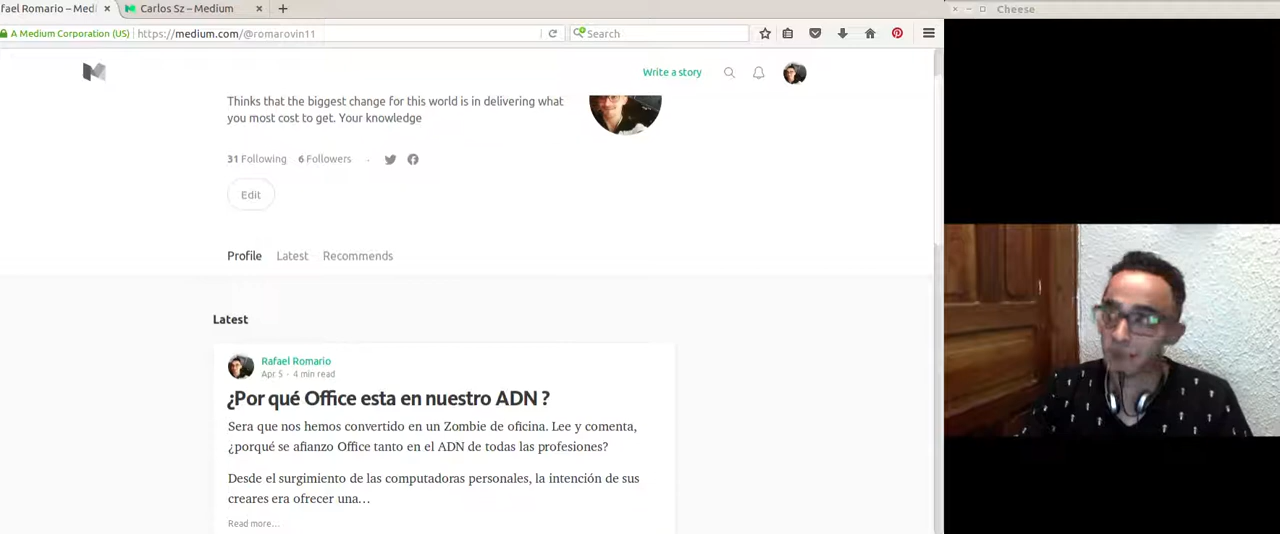 fael Romario – Medi
Carlos Sz – Medium
Cheese
A Medium Corporation (US)
https://medium.com/@romarovin11
Search
Write a story
Thinks that the biggest change for this world is in delivering what
you most cost to get. Your knowledge
31 Following 6 Followers
Edit
Profile Latest Recommends
Latest
Rafael Romario
Apr 5 · 4 min read
¿Por qué Office esta en nuestro ADN ?
Sera que nos hemos convertido en un Zombie de oficina. Lee y comenta,
¿porqué se afianzo Office tanto en el ADN de todas las profesiones?
Desde el surgimiento de las computadoras personales, la intención de sus
creares era ofrecer una…
Read more…